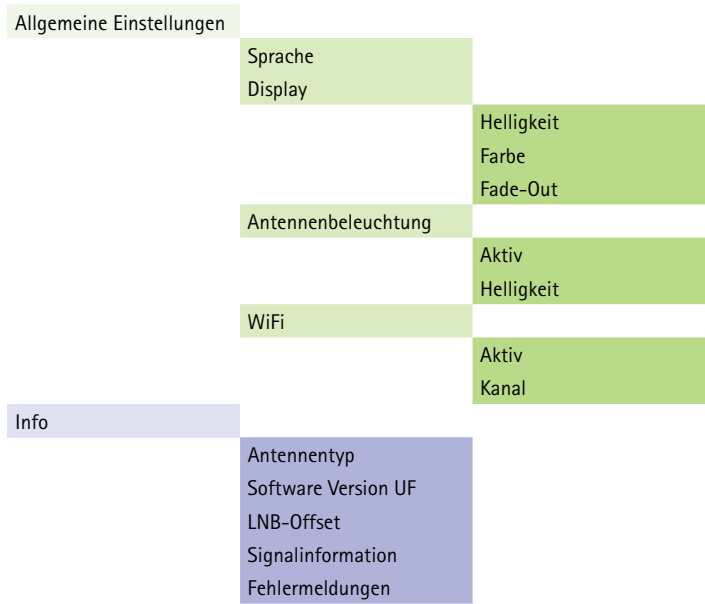 Allgemeine Einstellungen
Sprache
Display
Helligkeit
Farbe
Fade-Out
Antennenbeleuchtung
Aktiv
Helligkeit
WiFi
Aktiv
Kanal
Info
Antennentyp
Software Version UF
LNB-Offset
Signalinformation
Fehlermeldungen